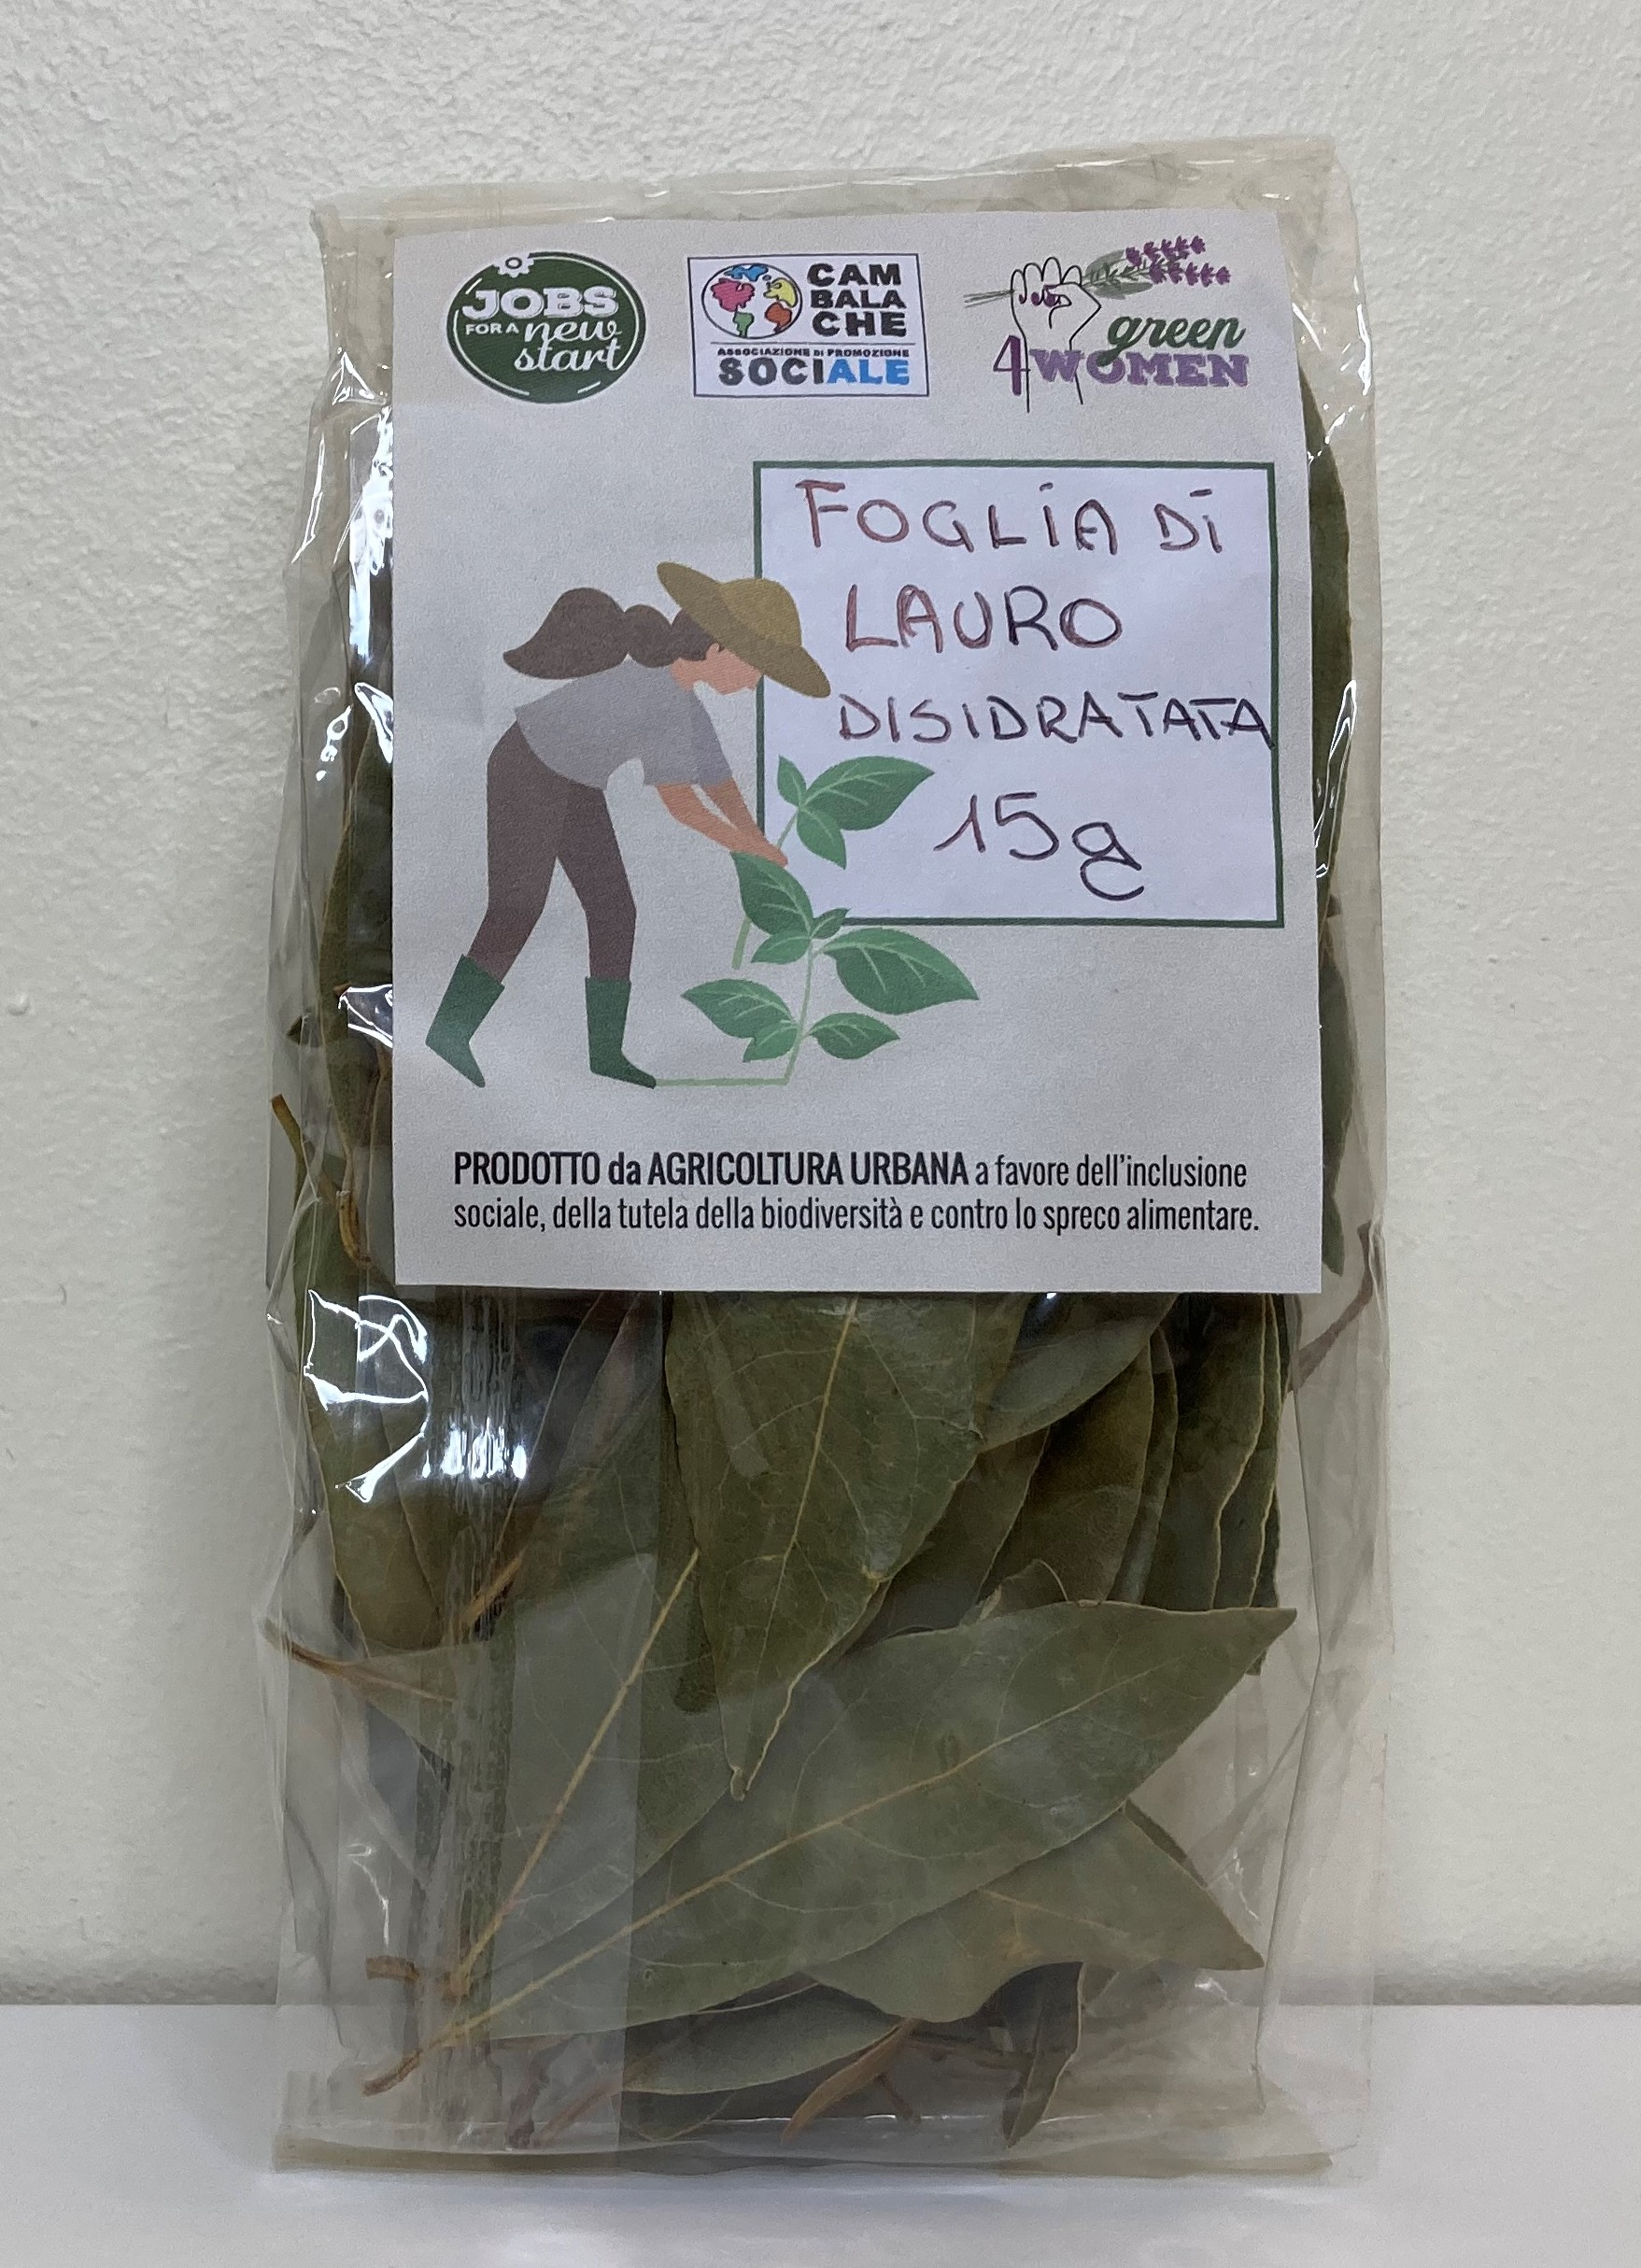 JOBS
FOR A new
start
CAM
BALA
CHE
ASSOCIAZIONE DI PROMOZIONE
SOCIALE
green
4WOMEN
FOGLIA Di
LAURO
DISIDRATATA
15g
PRODOTTO da AGRICOLTURA URBANA a favore dell'inclusione
sociale, della tutela della biodiversità e contro lo spreco alimentare.